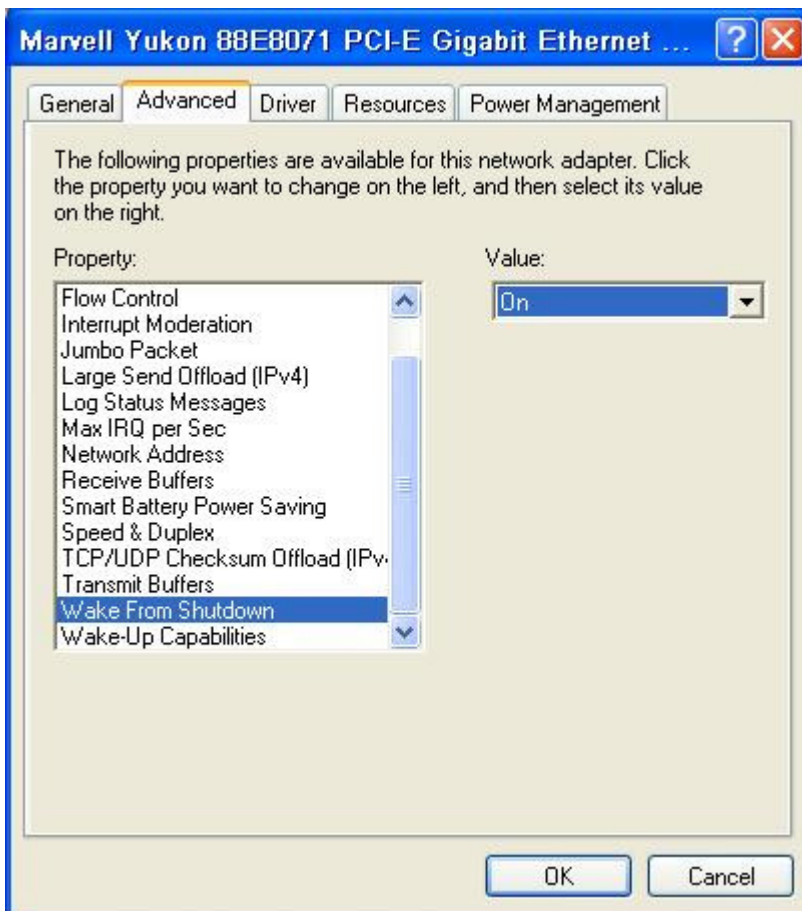 Marvell Yukon 88E8071 PCI-E Gigabit Ethernet ...
General Advanced Driver Resources Power Management
The following properties are available for this network adapter. Click
the property you want to change on the left, and then select its value
on the right.
Property:
Value:
Flow Control
Interrupt Moderation
Jumbo Packet
Large Send Offload (IPv4)
Log Status Messages
Max IRQ per Sec
Network Address
Receive Buffers
Smart Battery Power Saving
Speed & Duplex
TCP/UDP Checksum Offload (IPv
Transmit Buffers
Wake From Shutdown
Wake-Up Capabilities
On
OK Cancel